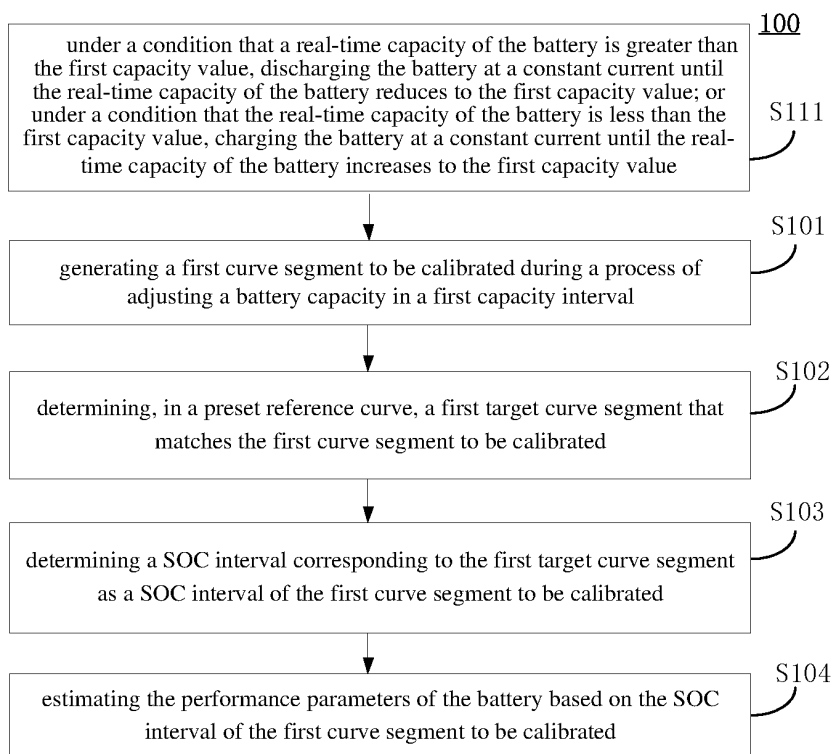 100
under a condition that a real-time capacity of the battery is greater than
the first capacity value, discharging the battery at a constant current until
the real-time capacity of the battery reduces to the first capacity value; or
under a condition that the real-time capacity of the battery is less than the
first capacity value, charging the battery at a constant current until the real-
time capacity of the battery increases to the first capacity value
S111
S101
generating a first curve segment to be calibrated during a process of
adjusting a battery capacity in a first capacity interval
S102
determining, in a preset reference curve, a first target curve segment that
matches the first curve segment to be calibrated
S103
determining a SOC interval corresponding to the first target curve segment
as a SOC interval of the first curve segment to be calibrated
S104
estimating the performance parameters of the battery based on the SOC
interval of the first curve segment to be calibrated